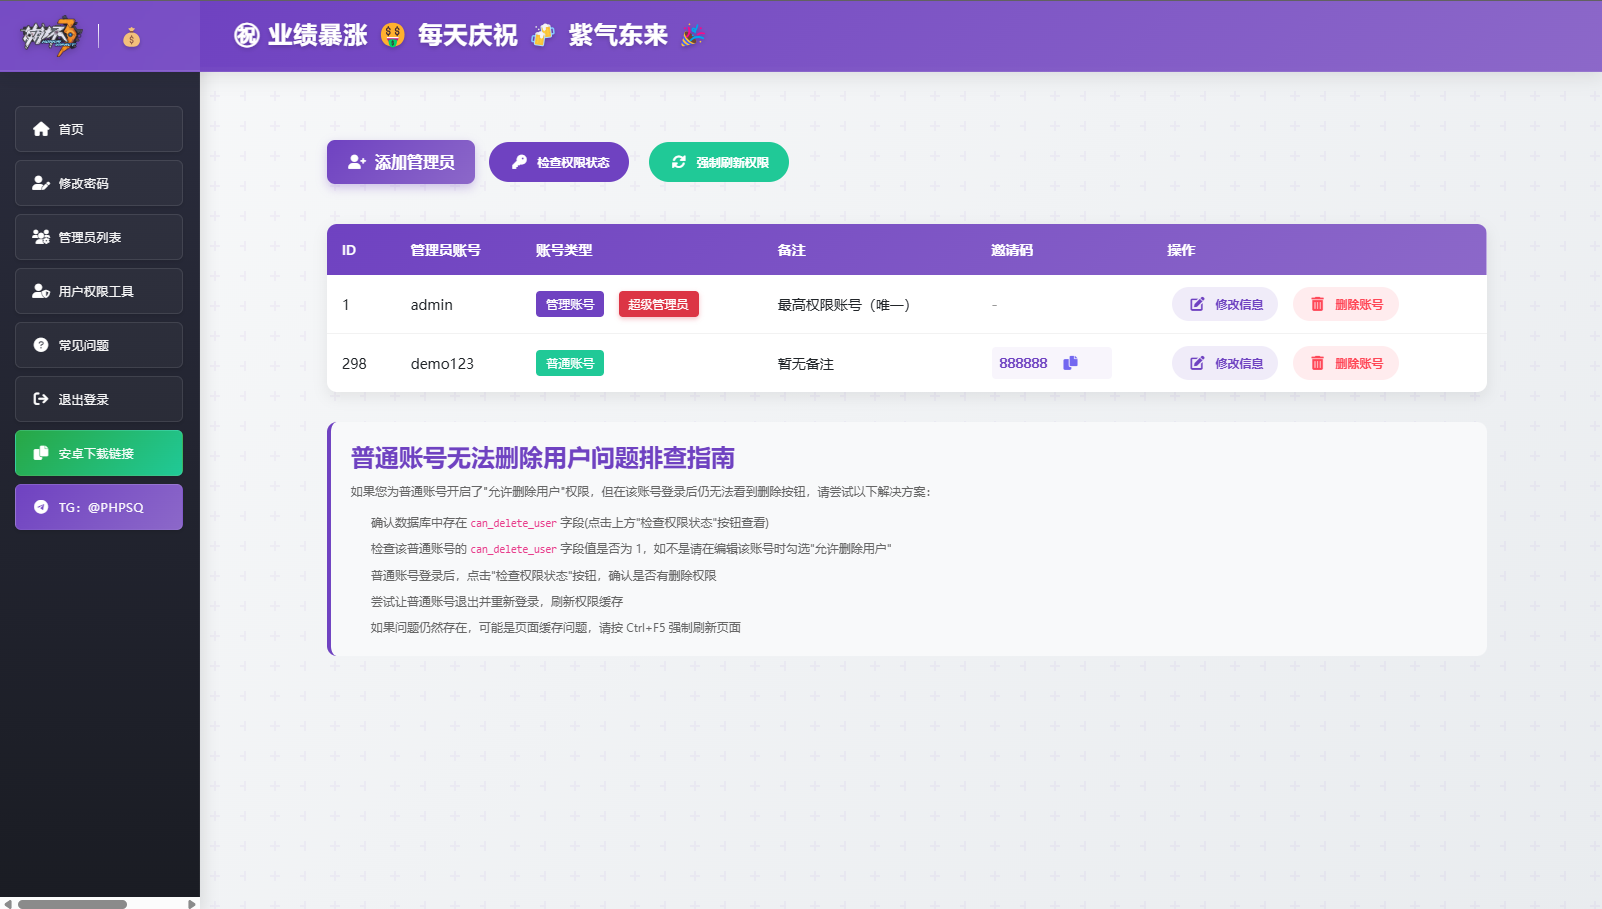 崩坏3
㊗ 业绩暴涨 🤑 每天庆祝 🍻 紫气东来 🎉
首页
修改密码
管理员列表
用户权限工具
常见问题
退出登录
安卓下载链接
TG：@PHPSQ
添加管理员 检查权限状态 强制刷新权限
ID 管理员账号 账号类型 备注 邀请码 操作
1 admin 管理账号 超级管理员 最高权限账号（唯一） - 修改信息 删除账号
298 demo123 普通账号 暂无备注 888888 修改信息 删除账号
普通账号无法删除用户问题排查指南
如果您为普通账号开启了"允许删除用户"权限，但在该账号登录后仍无法看到删除按钮，请尝试以下解决方案：
确认数据库中存在 can_delete_user 字段(点击上方"检查权限状态"按钮查看)
检查该普通账号的 can_delete_user 字段值是否为 1，如不是请在编辑该账号时勾选"允许删除用户"
普通账号登录后，点击"检查权限状态"按钮，确认是否有删除权限
尝试让普通账号退出并重新登录，刷新权限缓存
如果问题仍然存在，可能是页面缓存问题，请按 Ctrl+F5 强制刷新页面